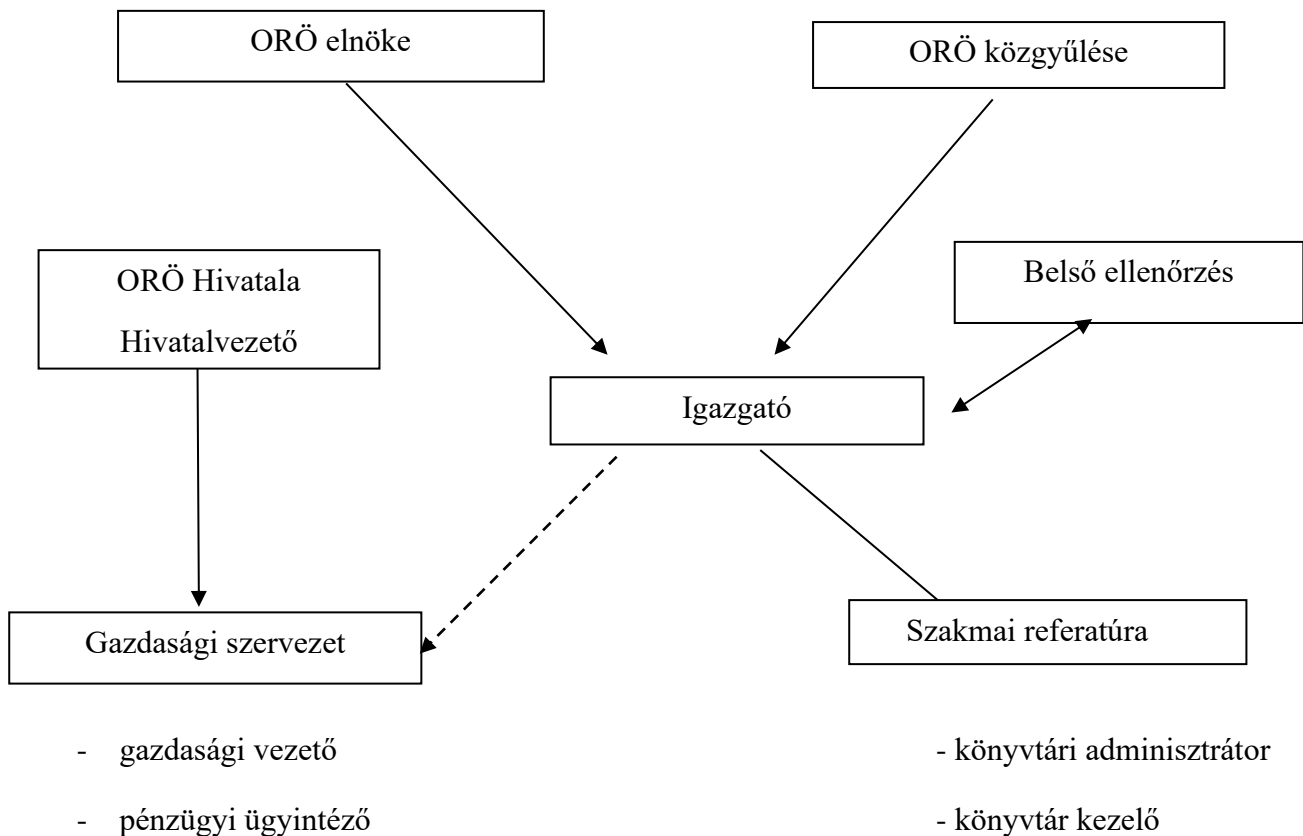 ORÖ elnöke
ORÖ közgyűlése
ORÖ Hivatala
Hivatalvezető
Belső ellenőrzés
Igazgató
Gazdasági szervezet
Szakmai referatúra
- gazdasági vezető
- pénzügyi ügyintéző
- könyvtári adminisztrátor
- könyvtár kezelő